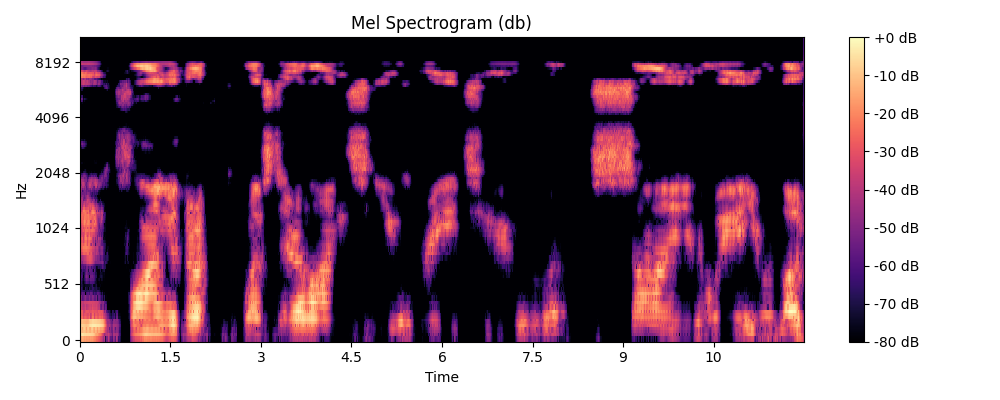 Mel Spectrogram (db)
8192
4096
2048
1024
512
0
Hz
0 1.5 3 4.5 6 7.5 9 10
Time
+0 dB
-10 dB
-20 dB
-30 dB
-40 dB
-50 dB
-60 dB
-70 dB
-80 dB